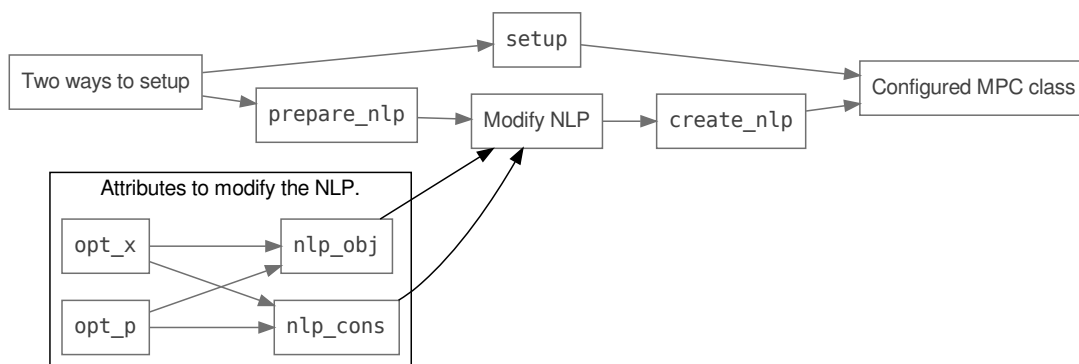 setup
Two ways to setup
Configured MPC class
prepare_nlp
Modify NLP
create_nlp
Attributes to modify the NLP.
opt_x
nlp_obj
opt_p
nlp_cons